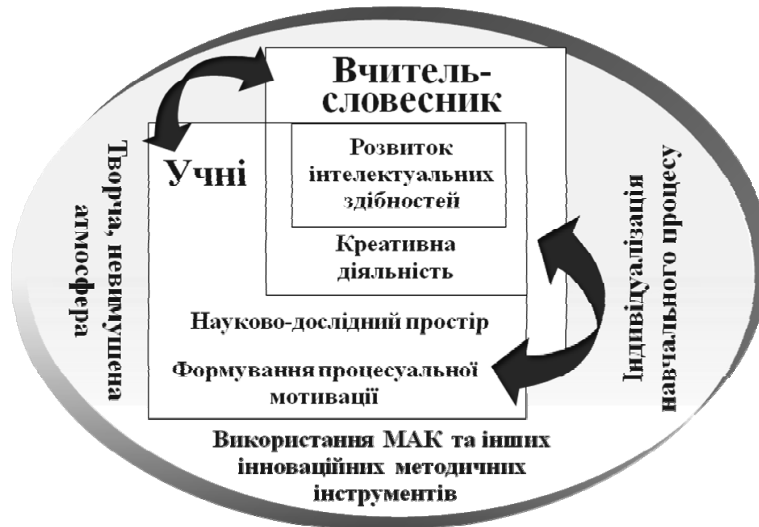 Вчитель-
словесник
Учні
Розвиток
інтелектуальних
здібностей
Креативна
діяльність
Науково-дослідний простір
Формування процесуальної
мотивації
Творча, невимушена
атмосфера
Індивідуалізація
навчального процесу
Використання МАК та інших
інноваційних методичних
інструментів